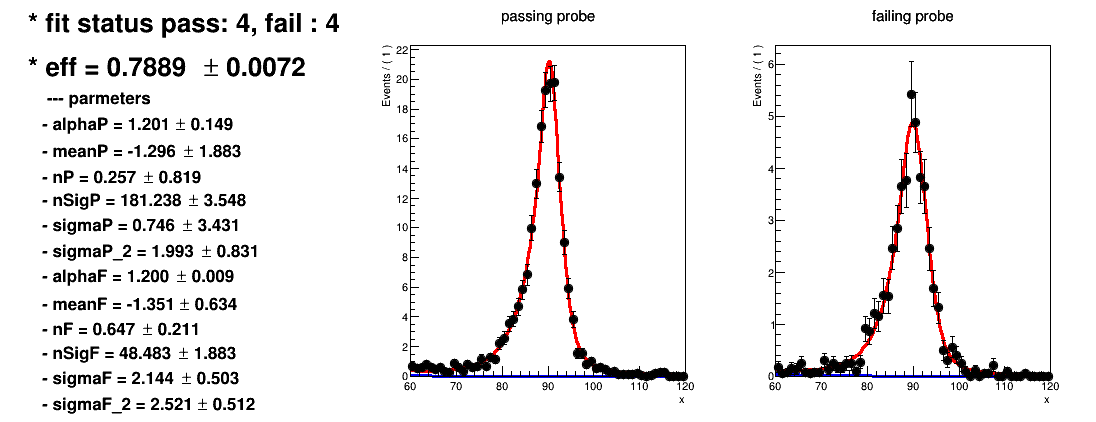 * fit status pass: 4, fail : 4
* eff = 0.7889 ± 0.0072
--- parmeters
- alphaP = 1.201 ± 0.149
- meanP = -1.296 ± 1.883
- nP = 0.257 ± 0.819
- nSigP = 181.238 ± 3.548
- sigmaP = 0.746 ± 3.431
- sigmaP_2 = 1.993 ± 0.831
- alphaF = 1.200 ± 0.009
- meanF = -1.351 ± 0.634
- nF = 0.647 ± 0.211
- nSigF = 48.483 ± 1.883
- sigmaF = 2.144 ± 0.503
- sigmaF_2 = 2.521 ± 0.512
passing probe
Events / ( 1 )
22
20
18
16
14
12
10
8
6
4
2
0
60 70 80 90 100 110 120
x
failing probe
Events / ( 1 )
6
5
4
3
2
1
0
60 70 80 90 100 110 120
x